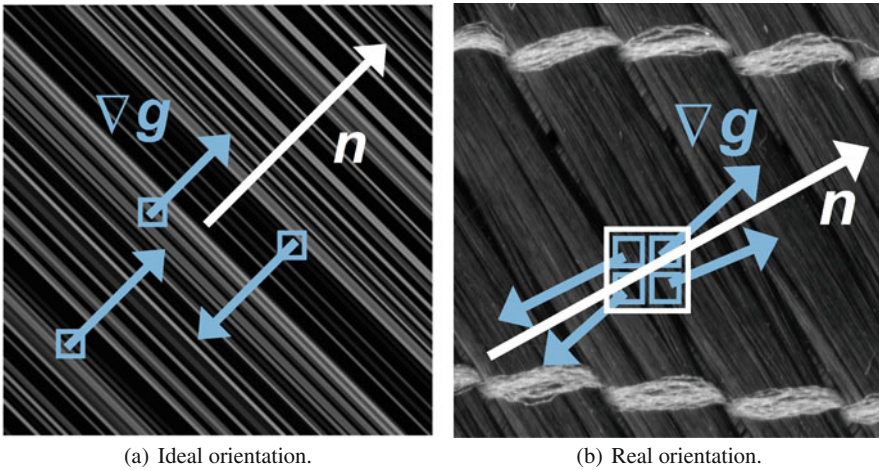 ∇g
n
∇g
n
(a) Ideal orientation.
(b) Real orientation.